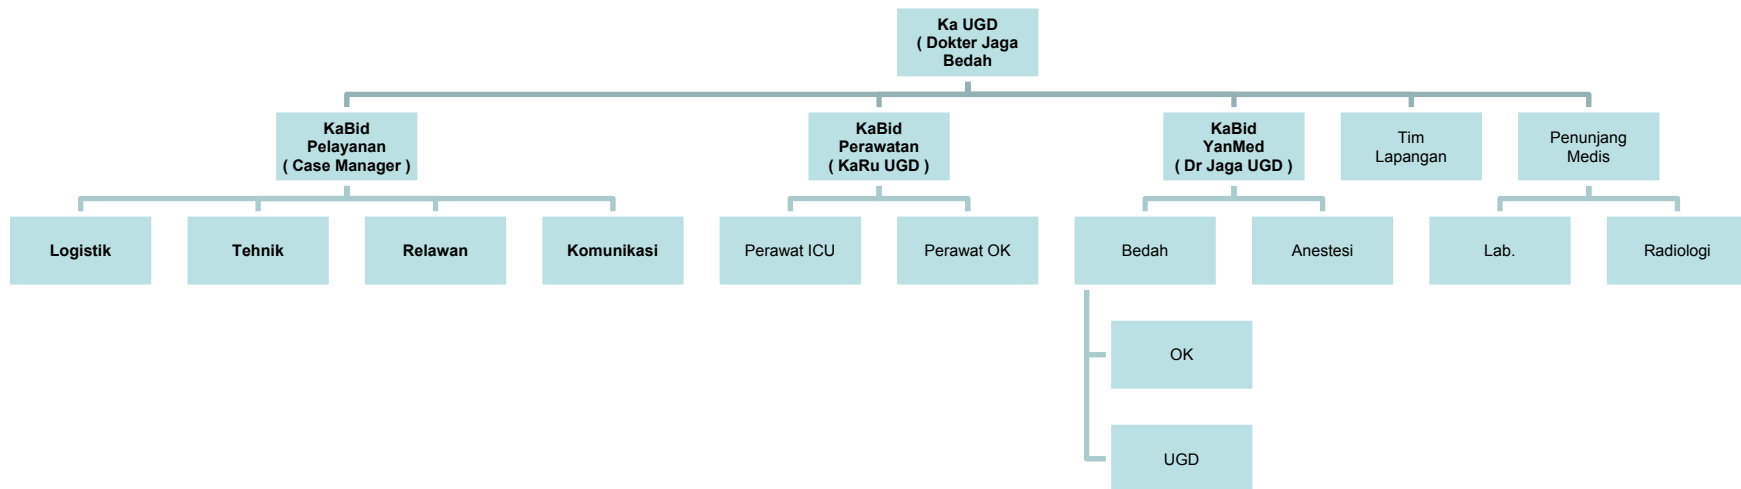 Ka UGD
( Dokter Jaga
Bedah
KaBid
Pelayanan
( Case Manager )
KaBid
Perawatan
( KaRu UGD )
KaBid
YanMed
( Dr Jaga UGD )
Tim
Lapangan
Penunjang
Medis
Logistik
Tehnik
Relawan
Komunikasi
Perawat ICU
Perawat OK
Bedah
Anestesi
Lab.
Radiologi
OK
UGD